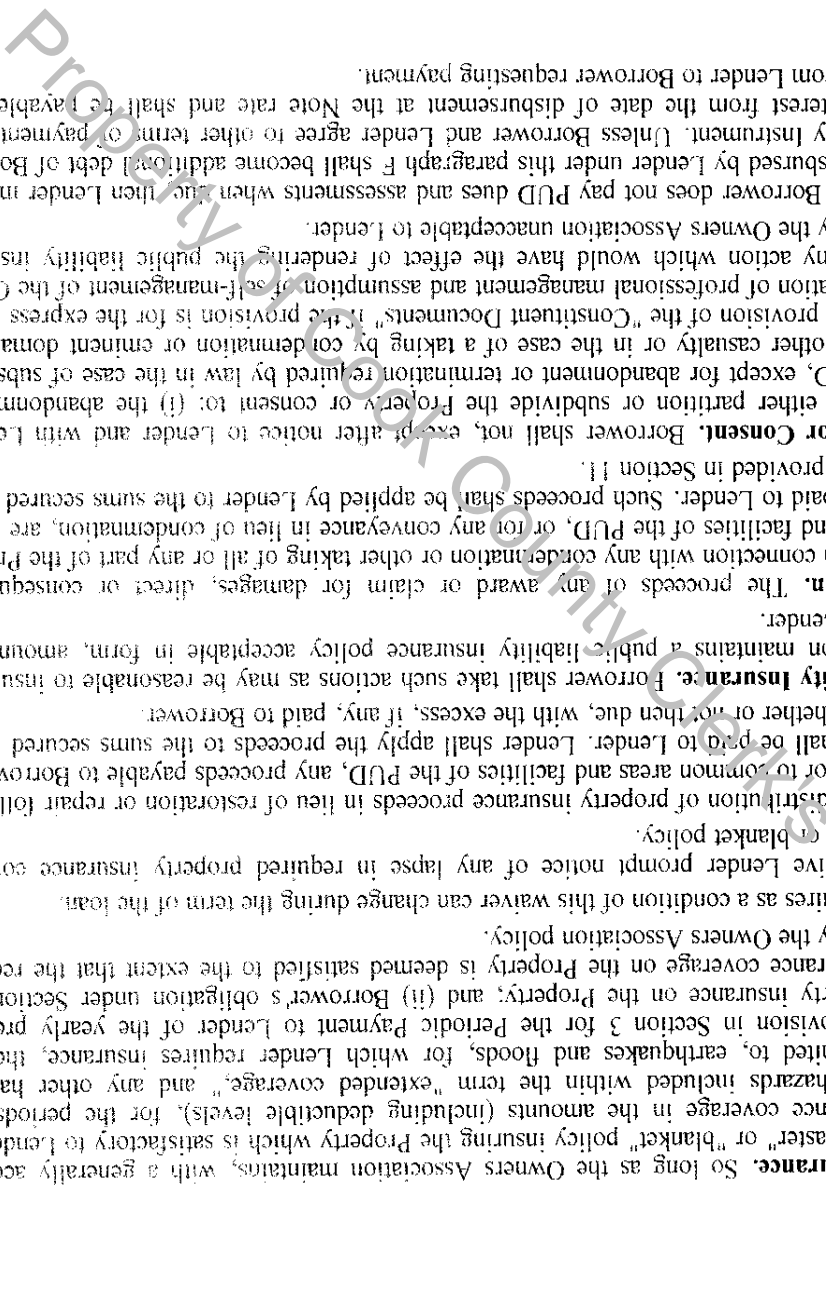 urance. So long as the Owners Association maintains, with a generally acc
aster" or "blanket" policy insuring the Property which is satisfactory to Lend
nce coverage in the amounts (including deductible levels), for the periods
hazards included within the term "extended coverage," and any other ha
ited to, earthquakes and floods, for which Lender requires insurance, the
ovision in Section 3 for the Periodic Payment to Lender of the yearly pre
rty insurance on the Property; and (ii) Borrower's obligation under Section
rance coverage on the Property is deemed satisfied to the extent that the req
y the Owners Association policy.
ires as a condition of this waiver can change during the term of the loan.
ive Lender prompt notice of any lapse in required property insurance co
or blanket policy.
distribution of property insurance proceeds in lieu of restoration or repair foll
or to common areas and facilities of the PUD, any proceeds payable to Borrow
all be paid to Lender. Lender shall apply the proceeds to the sums secured
hether or not then due, with the excess, if any, paid to Borrower.
ity Insurance. Borrower shall take such actions as may be reasonable to insu
on maintains a public liability insurance policy acceptable in form, amoun
ender.
n. The proceeds of any award or claim for damages, direct or consequ
connection with any condemnation or other taking of all or any part of the Pr
nd facilities of the PUD, or for any conveyance in lieu of condemnation, are
paid to Lender. Such proceeds shall be applied by Lender to the sums secured
provided in Section 11.
or Consent. Borrower shall not, except after notice to Lender and with Le
either partition or subdivide the Property or consent to: (i) the abandonm
D, except for abandonment or termination required by law in the case of subs
other casualty or in the case of a taking by condemnation or eminent doma
provision of the "Constituent Documents" if the provision is for the express
ation of professional management and assumption of self-management of the O
ny action which would have the effect of rendering the public liability ins
y the Owners Association unacceptable to Lender.
Borrower does not pay PUD dues and assessments when due, then Lender m
sbursed by Lender under this paragraph F shall become additional debt of Bo
y Instrument. Unless Borrower and Lender agree to other terms of payment
terest from the date of disbursement at the Note rate and shall be payable
om Lender to Borrower requesting payment.
Property of Cook County Clerk's